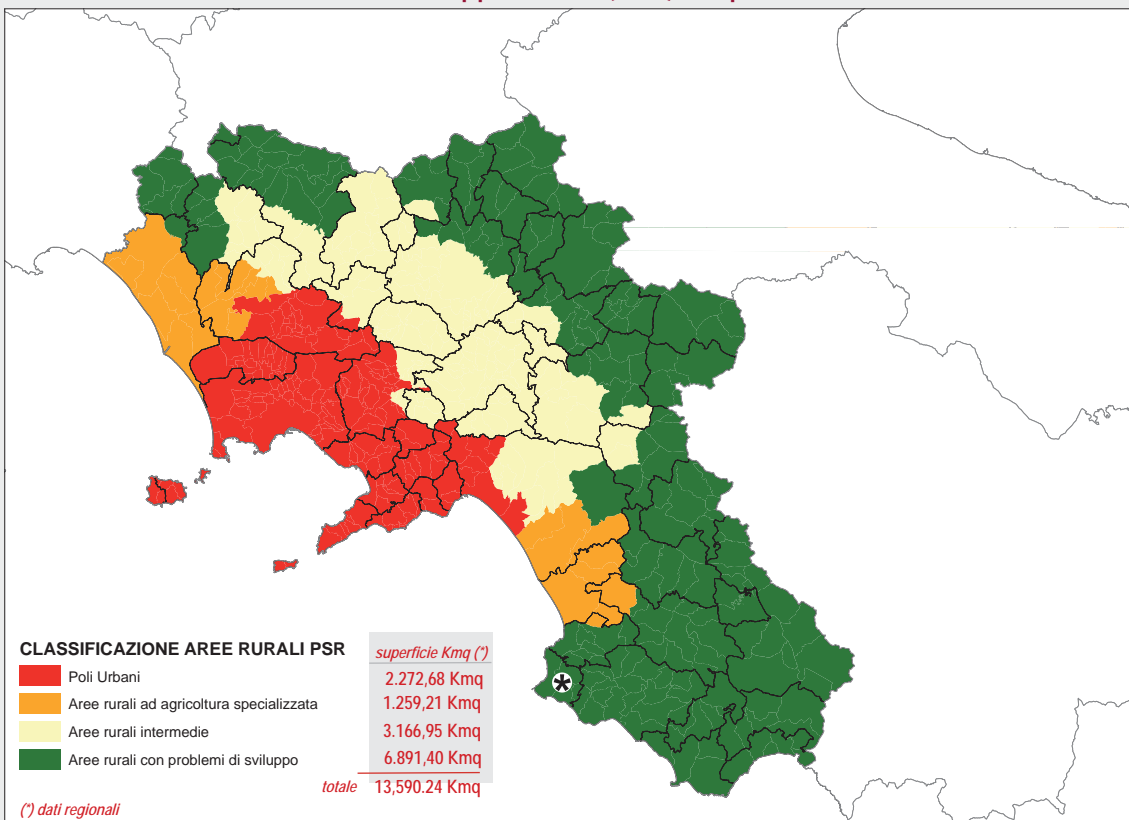 CLASSIFICAZIONE AREE RURALI PSR
superficie Kmq (*)
Poli Urbani 2.272,68 Kmq
Aree rurali ad agricoltura specializzata 1.259,21 Kmq
Aree rurali intermedie 3.166,95 Kmq
Aree rurali con problemi di sviluppo 6.891,40 Kmq
totale 13,590.24 Kmq
(*) dati regionali